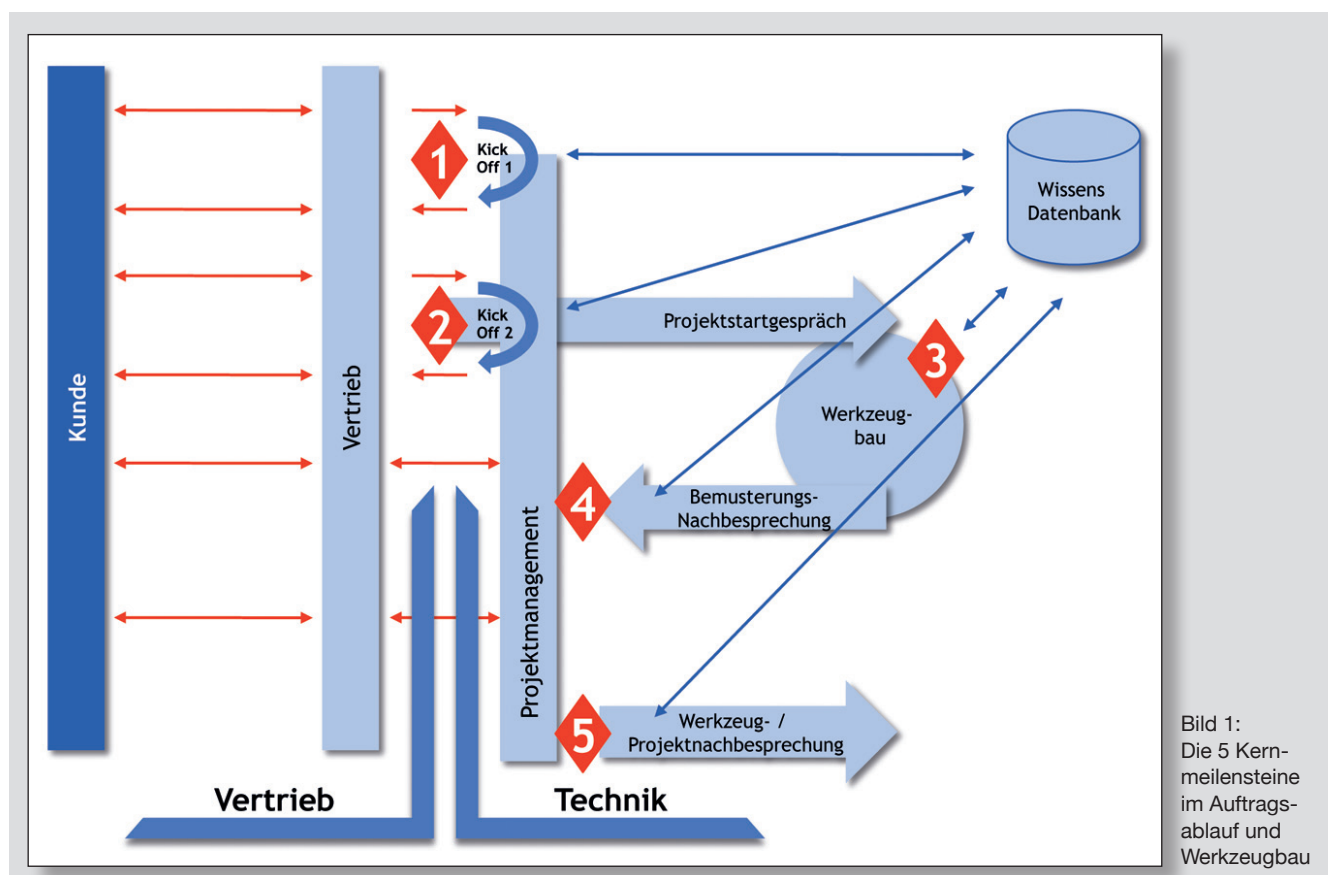 Kunde
Vertrieb
1
Kick
Off 1
2
Kick
Off 2
Projektmanagement
Projektstartgespräch
Wissens
Datenbank
3
Werkzeug-
bau
4
Bemusterungs-
Nachbesprechung
5
Werkzeug- /
Projektnachbesprechung
Vertrieb
Technik
Bild 1:
Die 5 Kern-
meilensteine
im Auftrags-
ablauf und
Werkzeugbau